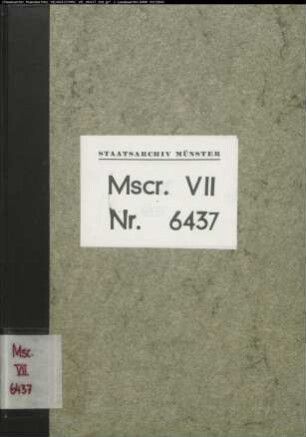 STAATSARCHIV MÜNSTER
Mscr. VII
Nr. 6437
Msc.
VII.
6437